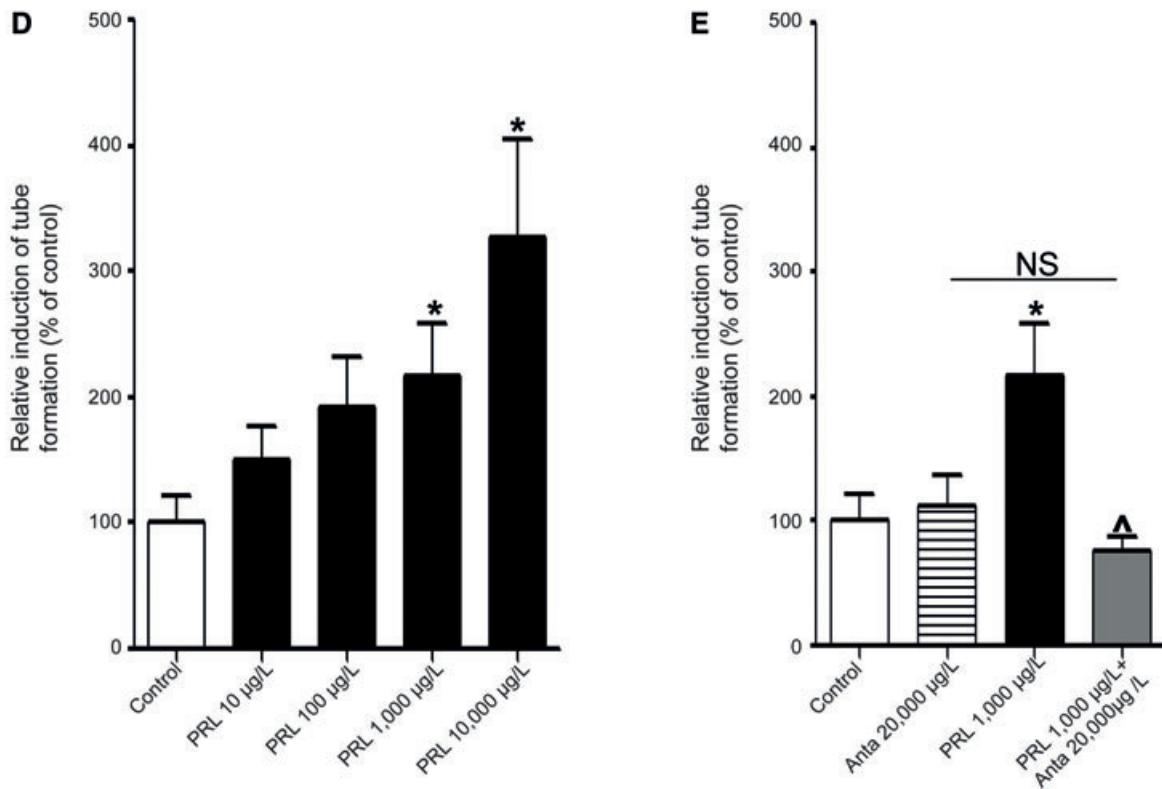 D
Relative induction of tube
formation (% of control)
500
400
300
200
100
0
*
*
Control
PRL 10 µg/L
PRL 100 µg/L
PRL 1,000 µg/L
PRL 10,000 µg/L
E
Relative induction of tube
formation (% of control)
500
400
300
200
100
0
NS
*
^
Control
Anta 20,000 µg/L
PRL 1,000 µg/L
PRL 1,000 µg/L+
Anta 20,000µg /L